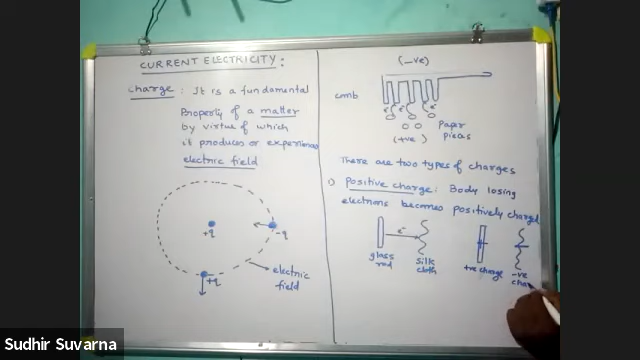 CURRENT ELECTRICITY :
Charge : It is a fundamental
Property of a matter
by virtue of which
it produces or experiences
electric field
+q
-q
+q
electric
field
(-ve)
comb
e- e- e-
Paper
pieces
(+ve)
There are two types of charges
1) Positive charge : Body losing
electrons becomes positively charged
e-
glass
rod
silk
cloth
+ve charge
-ve
Sudhir Suvarna